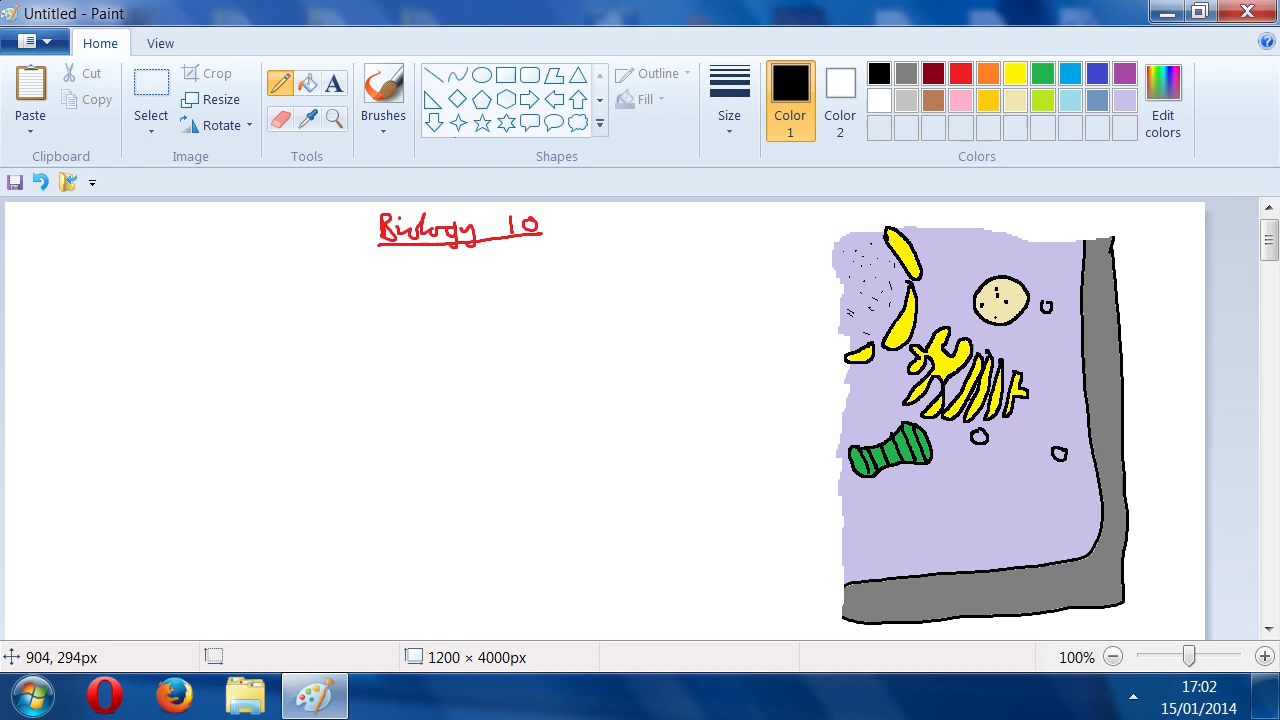 Untitled - Paint
Home View
Paste
Cut
Copy
Clipboard
Select
Crop
Resize
Rotate
Image
A
Tools
Brushes
Outline
Fill
Shapes
Size
Color 1
Color 2
Edit colors
Colors
Biology 10
904, 294px
1200 × 4000px
100%
17:02
15/01/2014